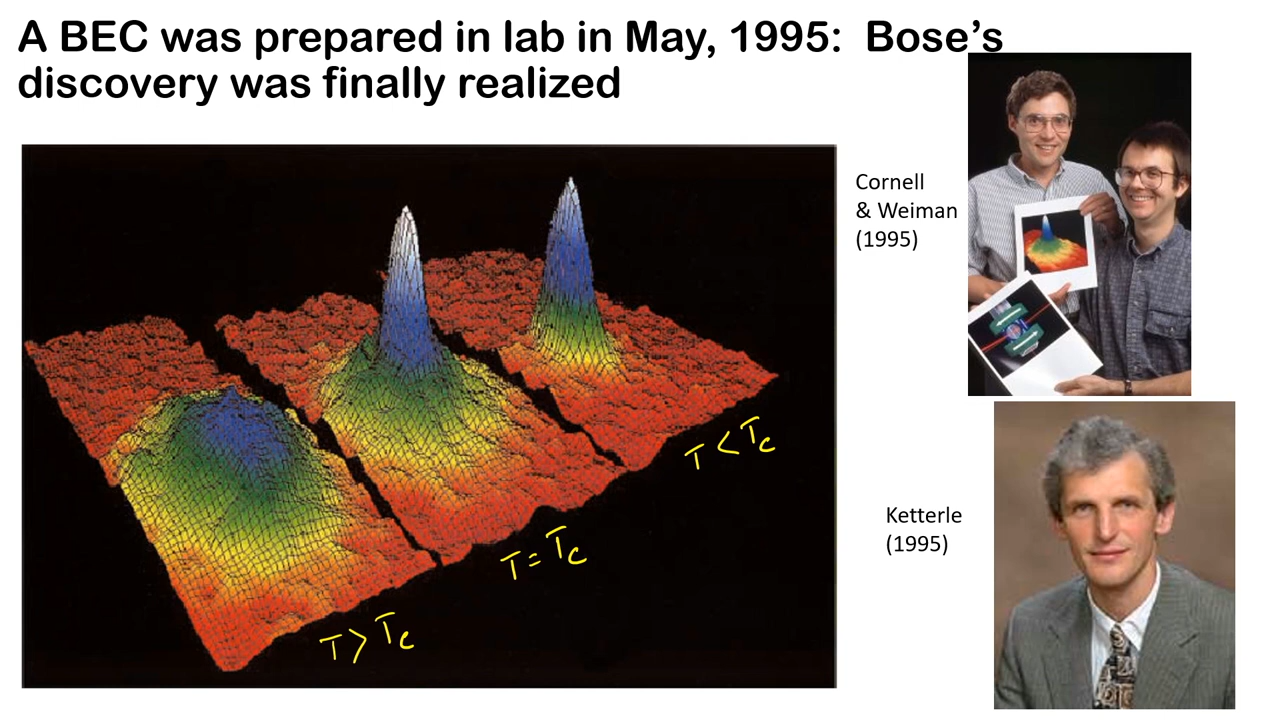 A BEC was prepared in lab in May, 1995: Bose’s
discovery was finally realized
Cornell
& Weiman
(1995)
T < Tc
T = Tc
T > Tc
Ketterle
(1995)